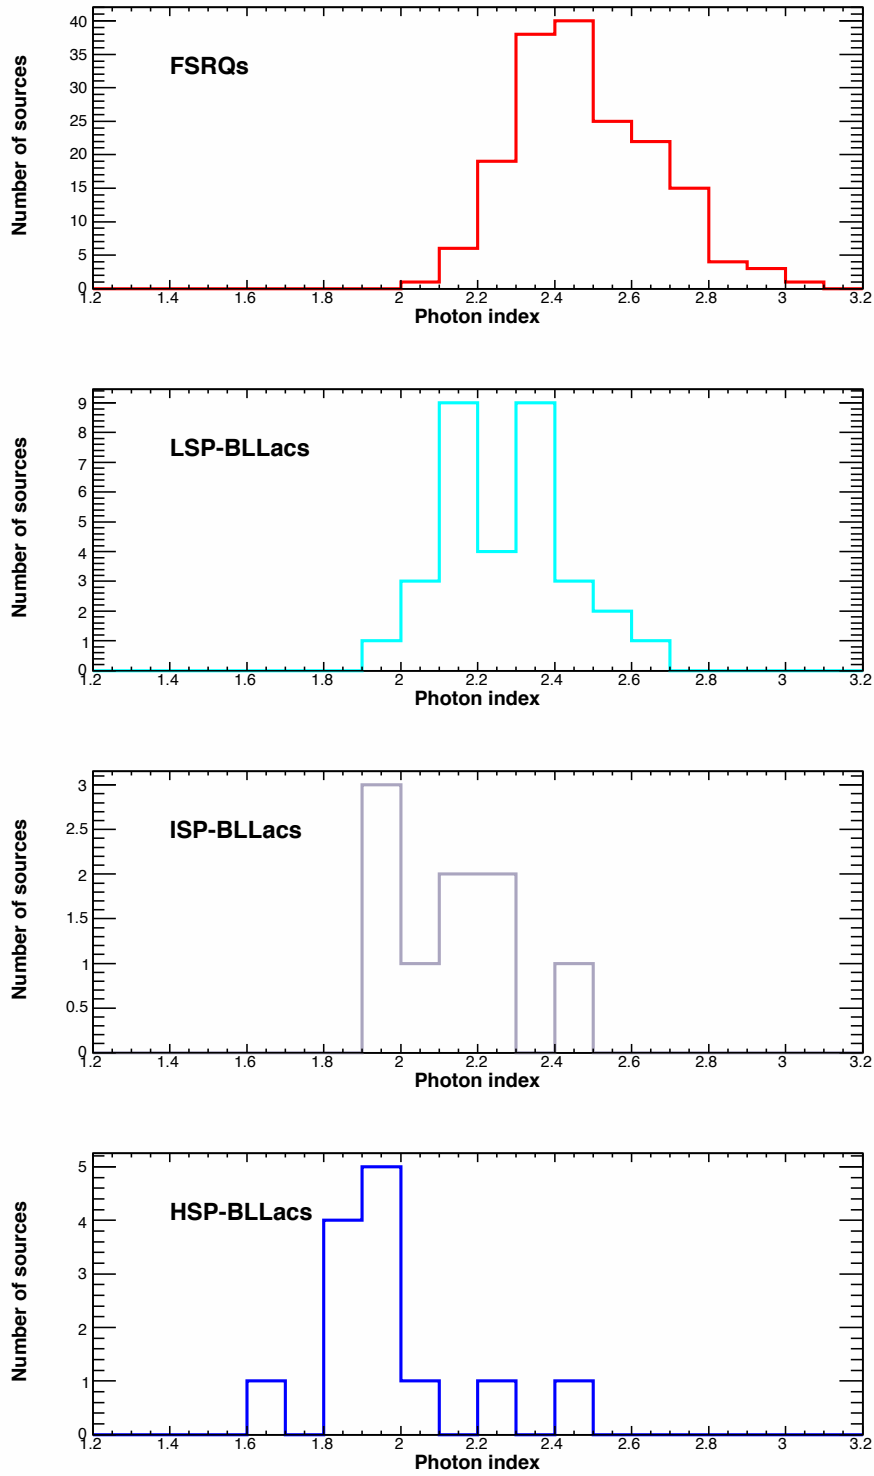 FSRQs
Number of sources
40
35
30
25
20
15
10
5
0
1.2 1.4 1.6 1.8 2 2.2 2.4 2.6 2.8 3 3.2
Photon index
LSP-BLLacs
Number of sources
9
8
7
6
5
4
3
2
1
0
1.2 1.4 1.6 1.8 2 2.2 2.4 2.6 2.8 3 3.2
Photon index
ISP-BLLacs
Number of sources
3
2.5
2
1.5
1
0.5
0
1.2 1.4 1.6 1.8 2 2.2 2.4 2.6 2.8 3 3.2
Photon index
HSP-BLLacs
Number of sources
5
4
3
2
1
0
1.2 1.4 1.6 1.8 2 2.2 2.4 2.6 2.8 3 3.2
Photon index